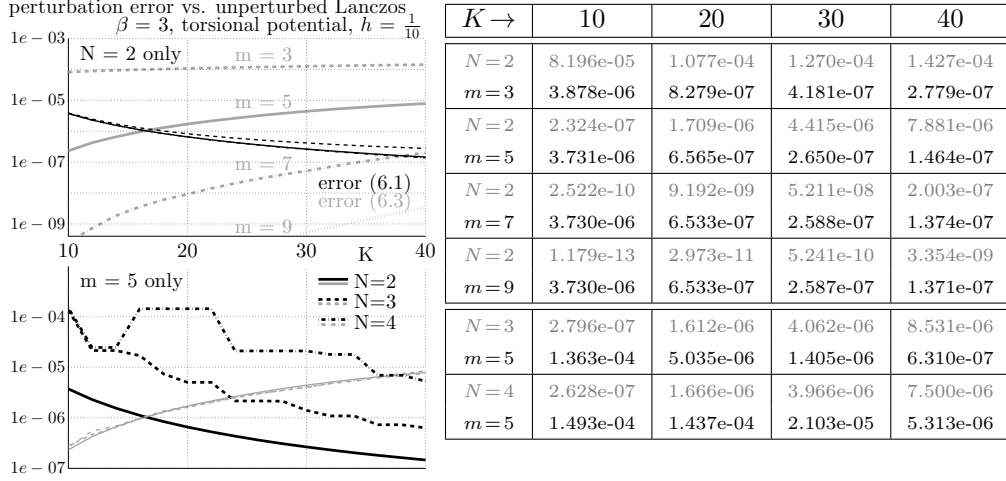 perturbation error vs. unperturbed Lanczos
β = 3, torsional potential, h = 1/10
1e − 03
N = 2 only
m = 3
1e − 05
m = 5
1e − 07
m = 7
error (6.1)
error (6.3)
1e − 09
m = 9
10 20 30 K 40
m = 5 only
N=2
N=3
N=4
1e − 04
1e − 05
1e − 06
1e − 07
K → 10 20 30 40
N = 2 8.196e-05 1.077e-04 1.270e-04 1.427e-04
m = 3 3.878e-06 8.279e-07 4.181e-07 2.779e-07
N = 2 2.324e-07 1.709e-06 4.415e-06 7.881e-06
m = 5 3.731e-06 6.565e-07 2.650e-07 1.464e-07
N = 2 2.522e-10 9.192e-09 5.211e-08 2.003e-07
m = 7 3.730e-06 6.533e-07 2.588e-07 1.374e-07
N = 2 1.179e-13 2.973e-11 5.241e-10 3.354e-09
m = 9 3.730e-06 6.533e-07 2.587e-07 1.371e-07
N = 3 2.796e-07 1.612e-06 4.062e-06 8.531e-06
m = 5 1.363e-04 5.035e-06 1.405e-06 6.310e-07
N = 4 2.628e-07 1.666e-06 3.966e-06 7.500e-06
m = 5 1.493e-04 1.437e-04 2.103e-05 5.313e-06